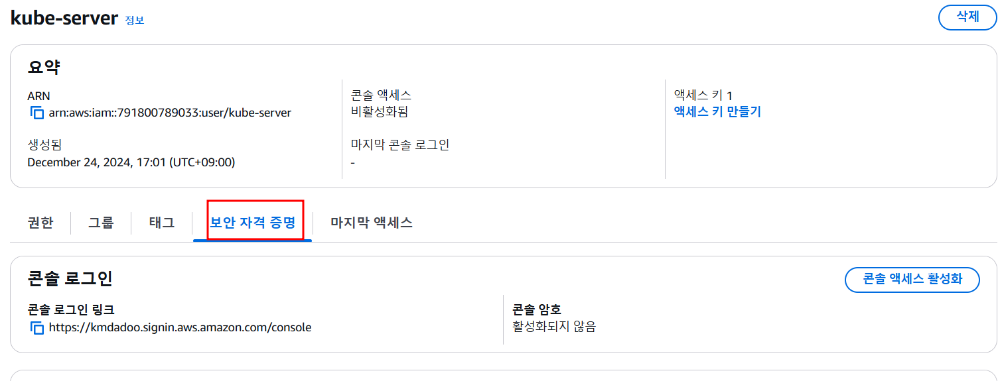 kube-server 정보
삭제
요약
ARN
arn:aws:iam::791800789033:user/kube-server
생성됨
December 24, 2024, 17:01 (UTC+09:00)
콘솔 액세스
비활성화됨
마지막 콘솔 로그인
-
액세스 키 1
액세스 키 만들기
권한
그룹
태그
보안 자격 증명
마지막 액세스
콘솔 로그인
콘솔 액세스 활성화
콘솔 로그인 링크
https://kmdadoo.signin.aws.amazon.com/console
콘솔 암호
활성화되지 않음